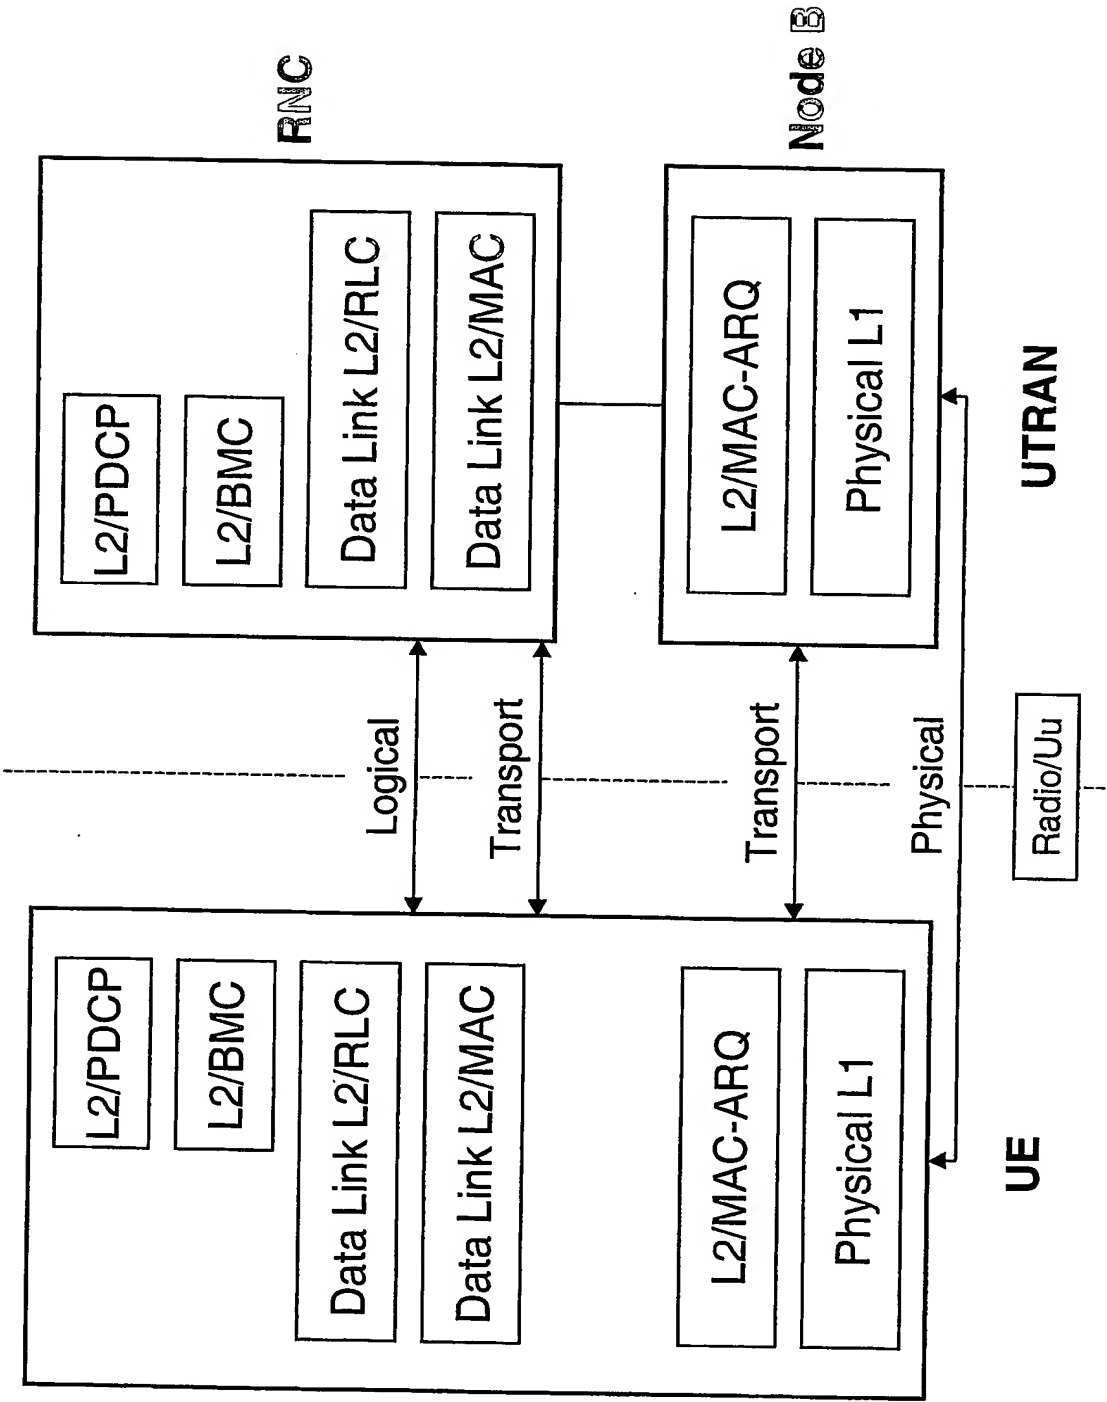 L2/PDCP
L2/BMC
Data Link L2/RLC
Data Link L2/MAC
L2/MAC-ARQ
Physical L1
UE
Logical
Transport
Transport
Physical
Radio/Uu
L2/PDCP
L2/BMC
Data Link L2/RLC
Data Link L2/MAC
RNC
L2/MAC-ARQ
Physical L1
Node B
UTRAN